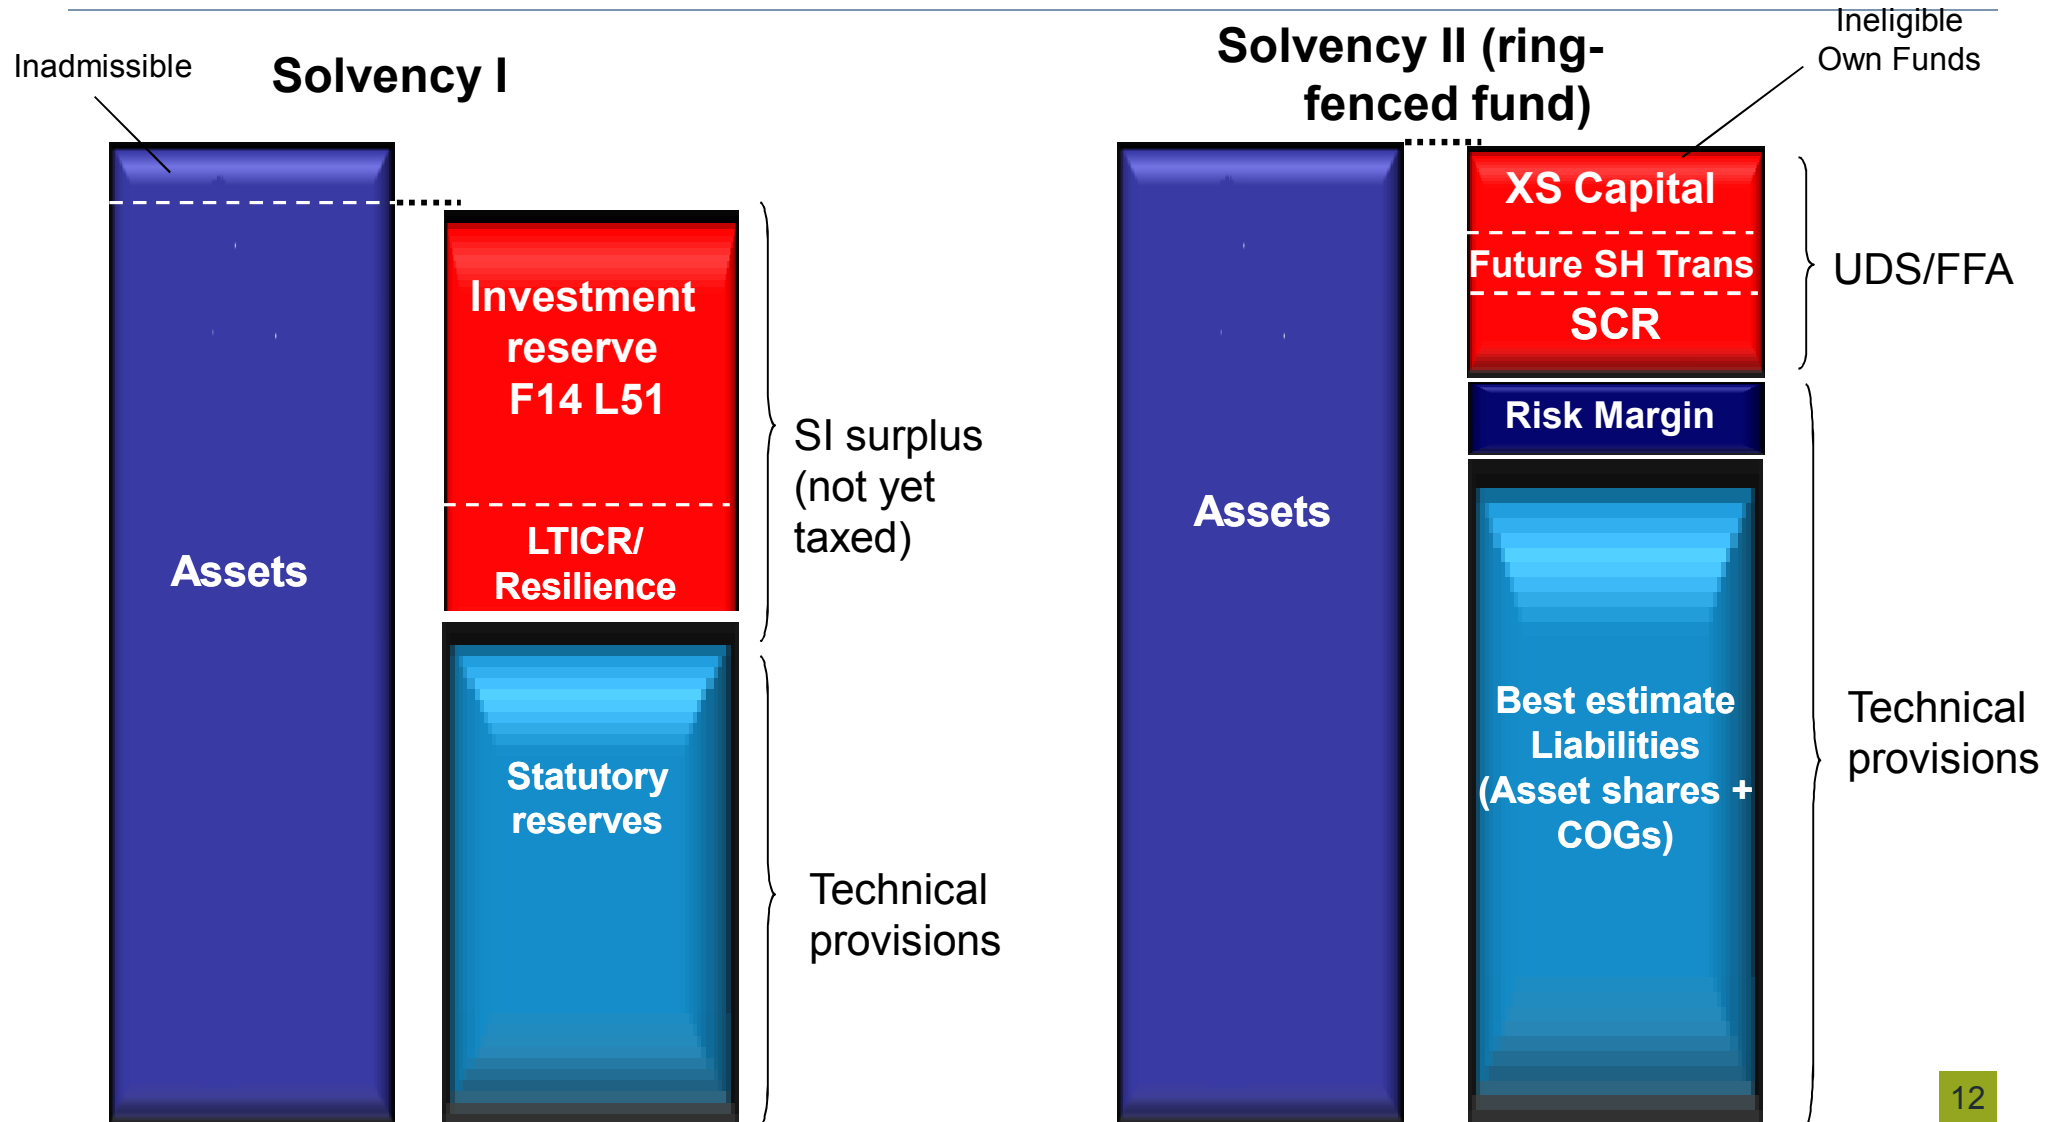 Inadmissible
Solvency I
Assets
Investment
reserve
F14 L51
LTICR/
Resilience
Statutory
reserves
SI surplus
(not yet
taxed)
Technical
provisions
Solvency II (ring-
fenced fund)
Ineligible
Own Funds
Assets
XS Capital
Future SH Trans
SCR
Risk Margin
Best estimate
Liabilities
(Asset shares +
COGs)
UDS/FFA
Technical
provisions
12